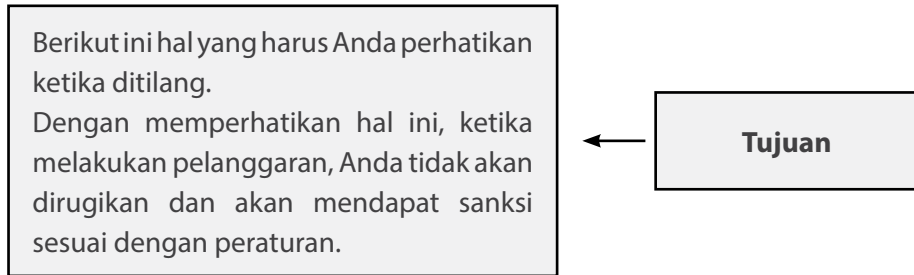 Berikut ini hal yang harus Anda perhatikan
ketika ditilang.
Dengan memperhatikan hal ini, ketika
melakukan pelanggaran, Anda tidak akan
dirugikan dan akan mendapat sanksi
sesuai dengan peraturan.
Tujuan